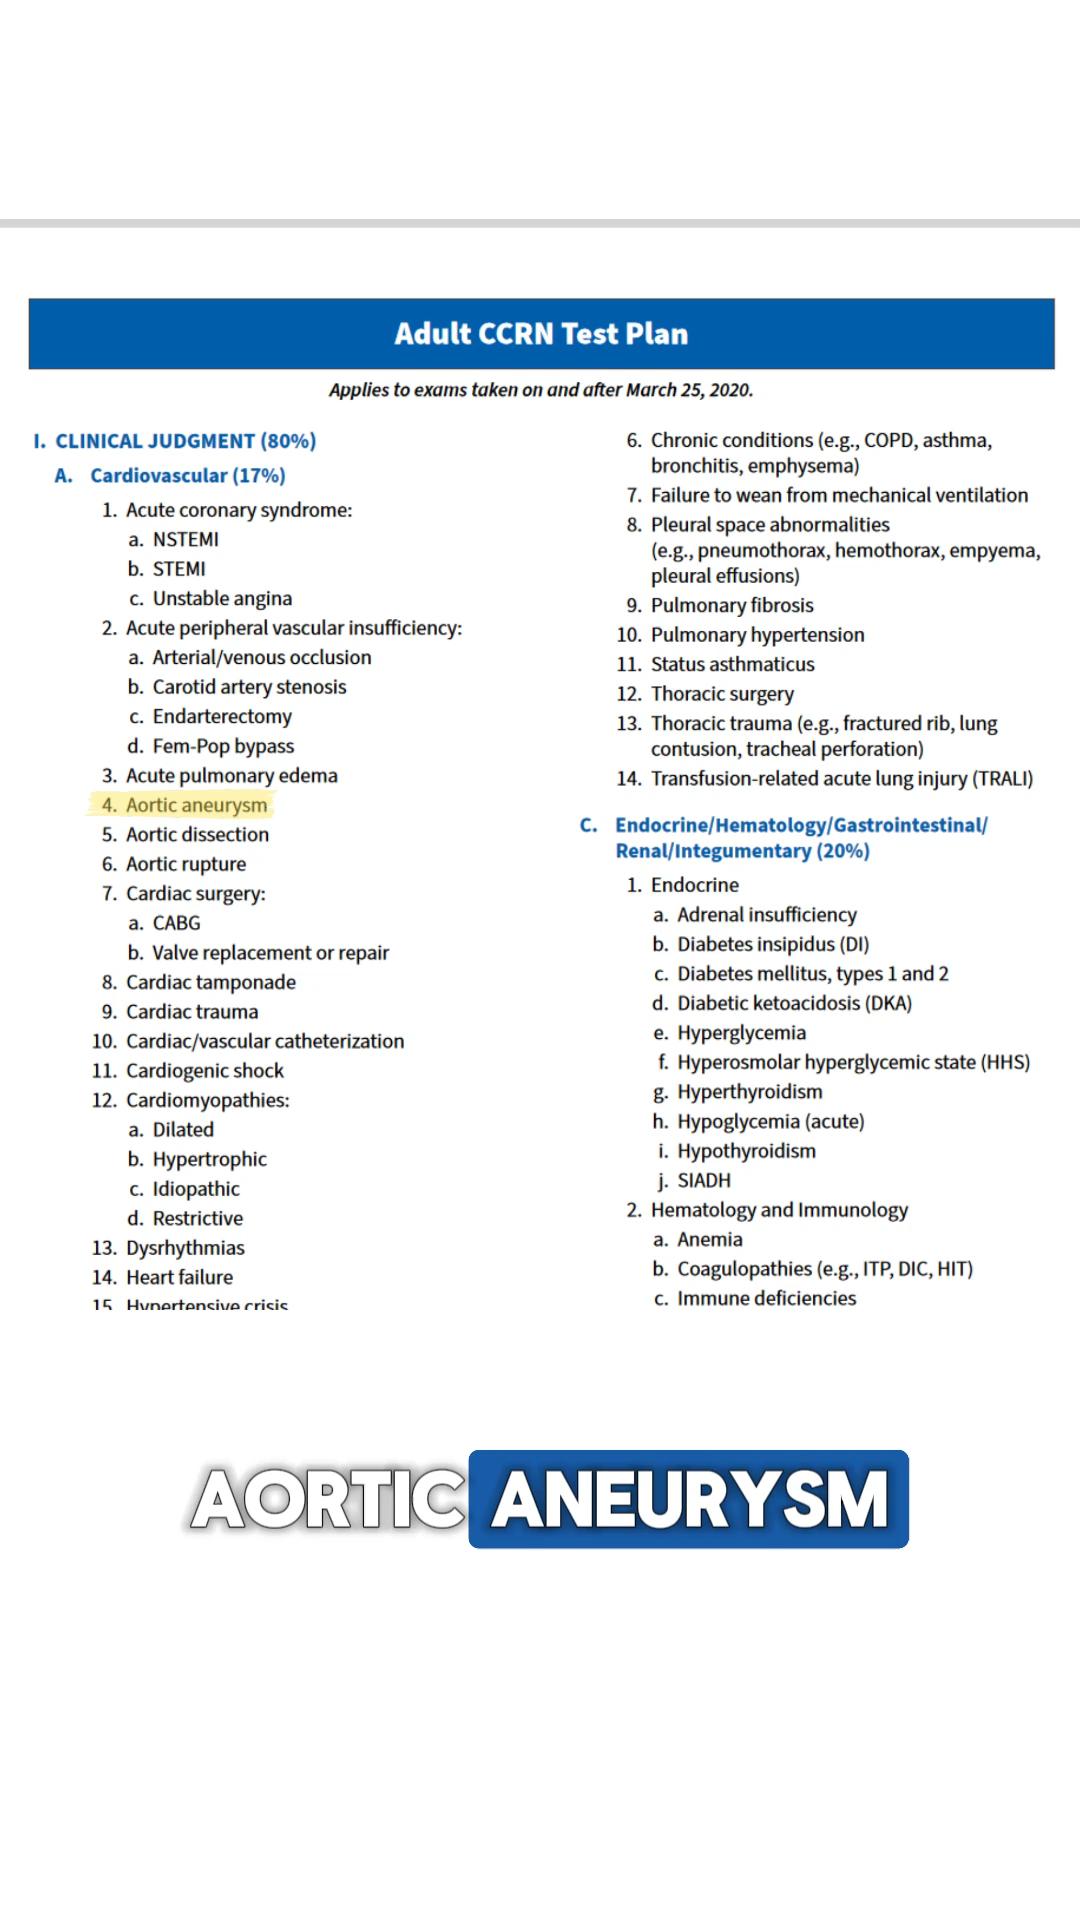 Adult CCRN Test Plan
Applies to exams taken on and after March 25, 2020.
I. CLINICAL JUDGMENT (80%)
A. Cardiovascular (17%)
1. Acute coronary syndrome:
a. NSTEMI
b. STEMI
c. Unstable angina
2. Acute peripheral vascular insufficiency:
a. Arterial/venous occlusion
b. Carotid artery stenosis
c. Endarterectomy
d. Fem-Pop bypass
3. Acute pulmonary edema
4. Aortic aneurysm
5. Aortic dissection
6. Aortic rupture
7. Cardiac surgery:
a. CABG
b. Valve replacement or repair
8. Cardiac tamponade
9. Cardiac trauma
10. Cardiac/vascular catheterization
11. Cardiogenic shock
12. Cardiomyopathies:
a. Dilated
b. Hypertrophic
c. Idiopathic
d. Restrictive
13. Dysrhythmias
14. Heart failure
15. Hypertensive crisis
6. Chronic conditions (e.g., COPD, asthma,
bronchitis, emphysema)
7. Failure to wean from mechanical ventilation
8. Pleural space abnormalities
(e.g., pneumothorax, hemothorax, empyema,
pleural effusions)
9. Pulmonary fibrosis
10. Pulmonary hypertension
11. Status asthmaticus
12. Thoracic surgery
13. Thoracic trauma (e.g., fractured rib, lung
contusion, tracheal perforation)
14. Transfusion-related acute lung injury (TRALI)
C. Endocrine/Hematology/Gastrointestinal/
Renal/Integumentary (20%)
1. Endocrine
a. Adrenal insufficiency
b. Diabetes insipidus (DI)
c. Diabetes mellitus, types 1 and 2
d. Diabetic ketoacidosis (DKA)
e. Hyperglycemia
f. Hyperosmolar hyperglycemic state (HHS)
g. Hyperthyroidism
h. Hypoglycemia (acute)
i. Hypothyroidism
j. SIADH
2. Hematology and Immunology
a. Anemia
b. Coagulopathies (e.g., ITP, DIC, HIT)
c. Immune deficiencies
AORTIC ANEURYSM